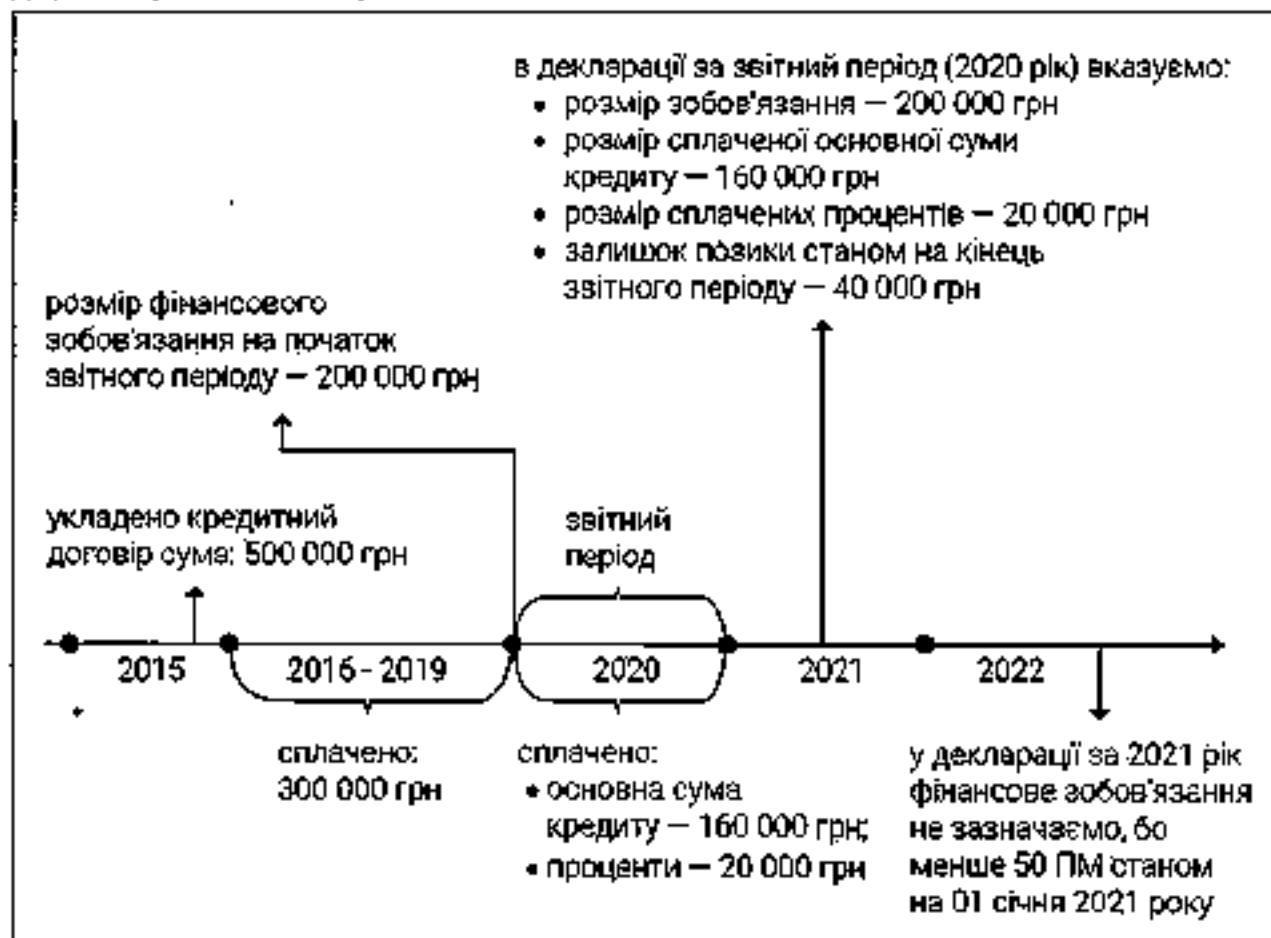 в декларації за звітний період (2020 рік) вказуємо:
• розмір зобов'язання — 200 000 грн
• розмір сплаченої основної суми
кредиту — 160 000 грн
• розмір сплачених процентів — 20 000 грн
• залишок позики станом на кінець
звітного періоду — 40 000 грн
розмір фінансового
зобов'язання на початок
звітного періоду — 200 000 грн
укладено кредитний
договір сума: 500 000 грн
звітний
період
2015
2016 - 2019
2020
2021
2022
сплачено:
300 000 грн
сплачено:
• основна сума
кредиту — 160 000 грн;
• проценти — 20 000 грн
у декларації за 2021 рік
фінансове зобов'язання
не зазначаємо, бо
менше 50 ПМ станом
на 01 січня 2021 року